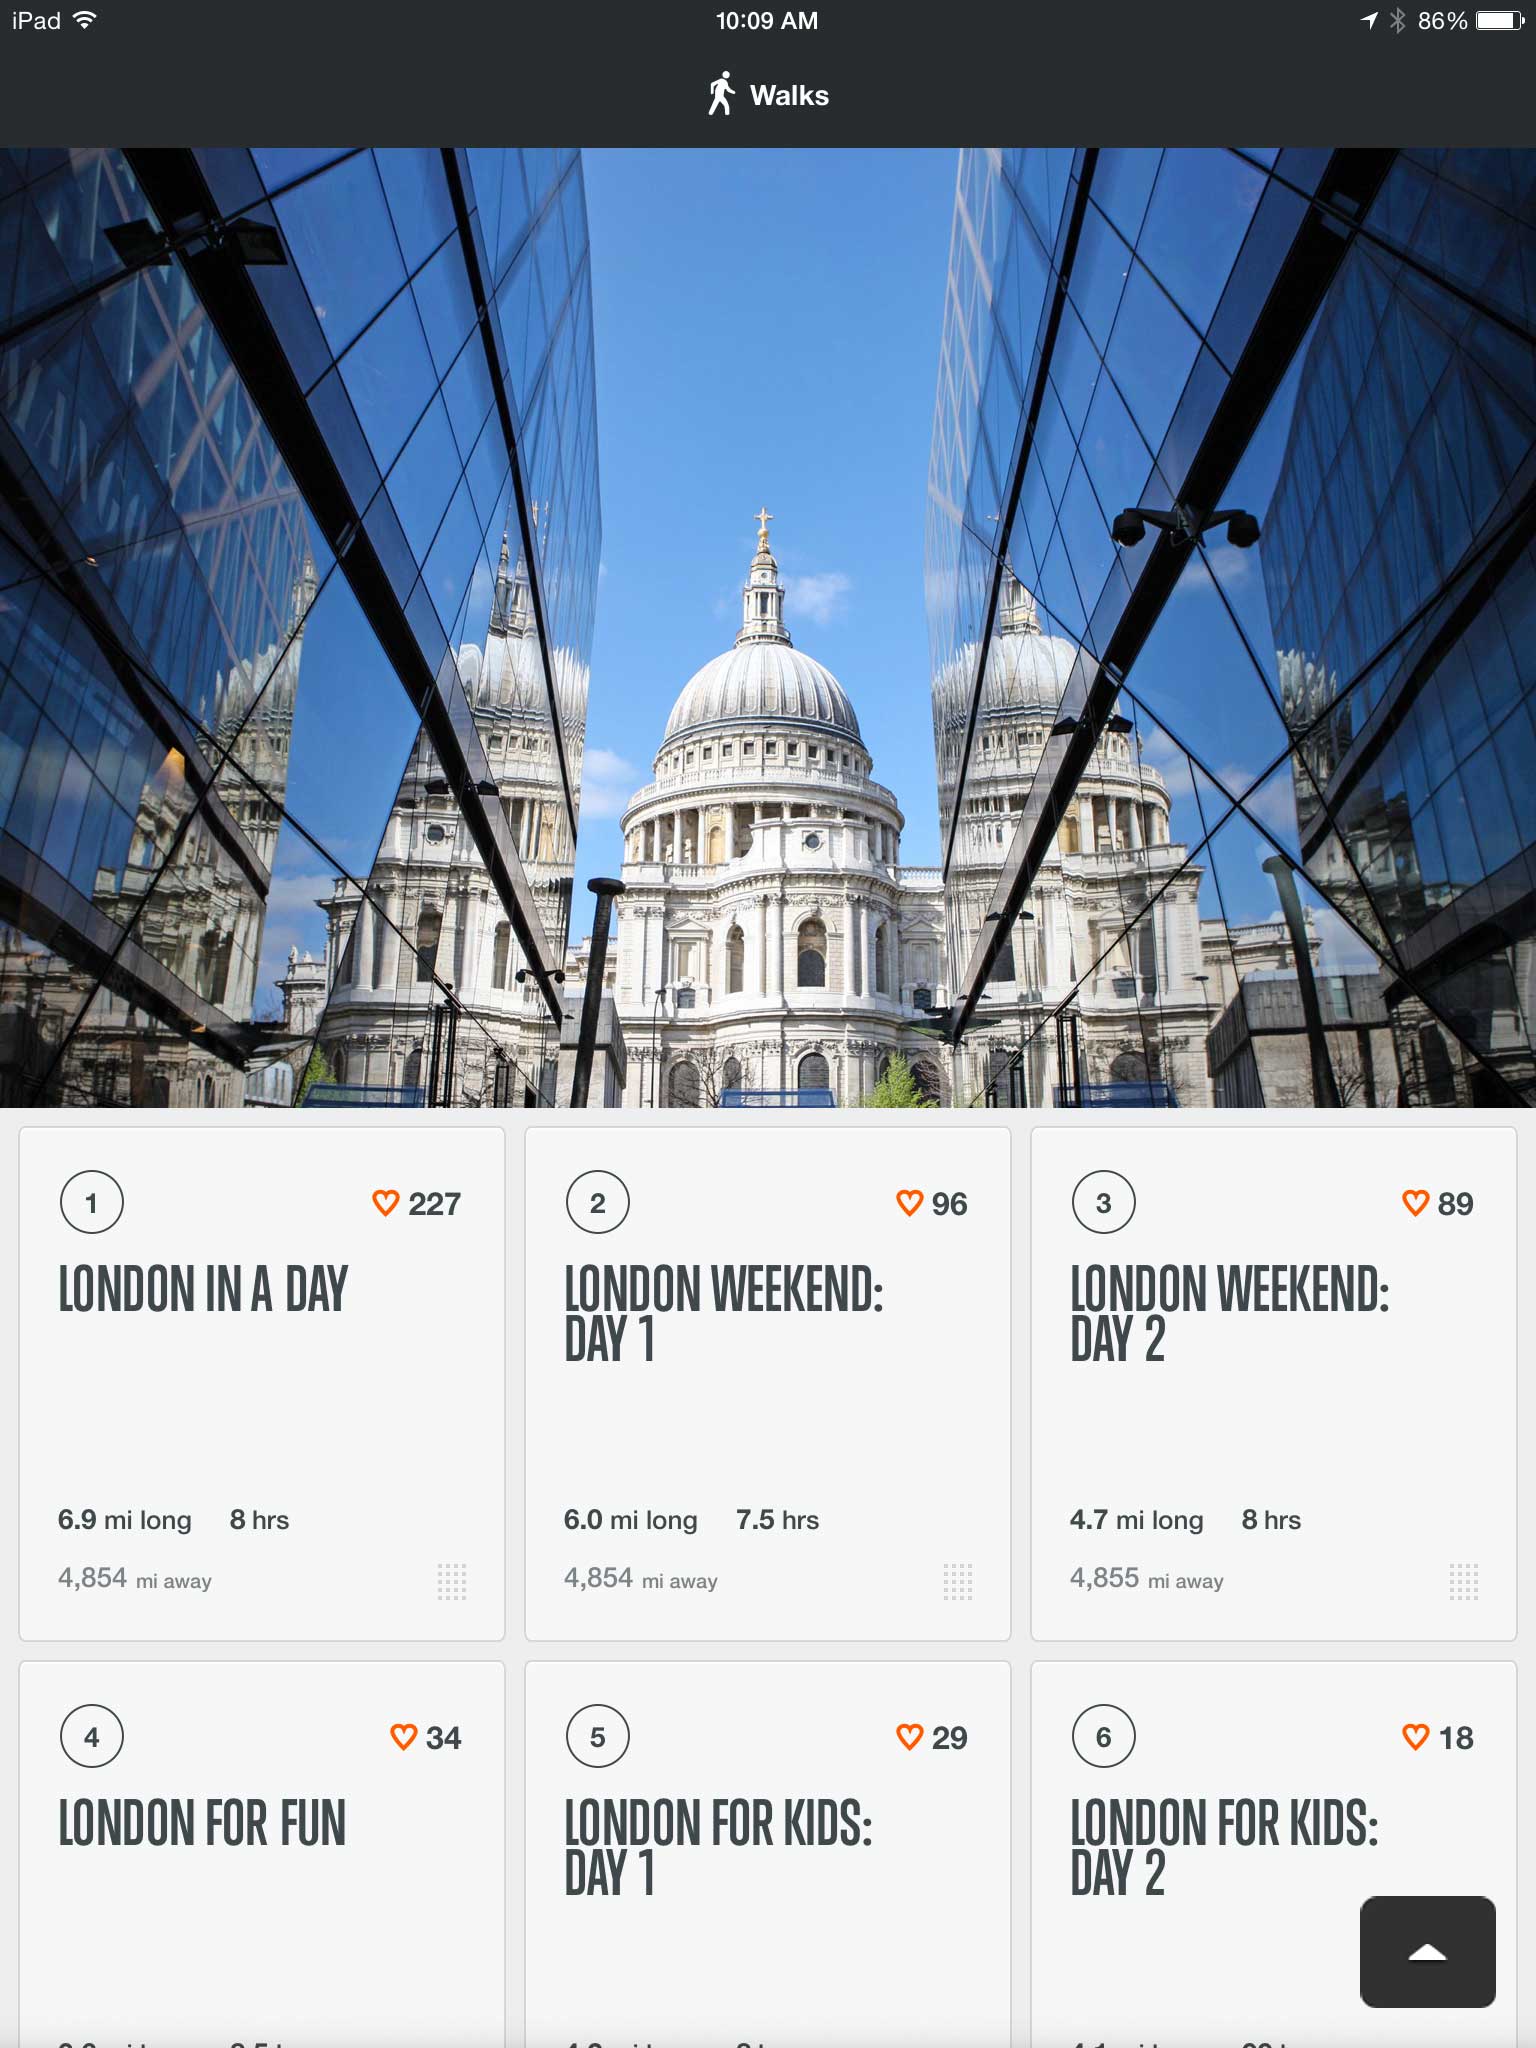 iPad
10:09 AM
86%
Walks
1
227
LONDON IN A DAY
6.9 mi long 8 hrs
4,854 mi away
2
96
LONDON WEEKEND:
DAY 1
6.0 mi long 7.5 hrs
4,854 mi away
3
89
LONDON WEEKEND:
DAY 2
4.7 mi long 8 hrs
4,855 mi away
4
34
LONDON FOR FUN
5
29
LONDON FOR KIDS:
DAY 1
6
18
LONDON FOR KIDS:
DAY 2